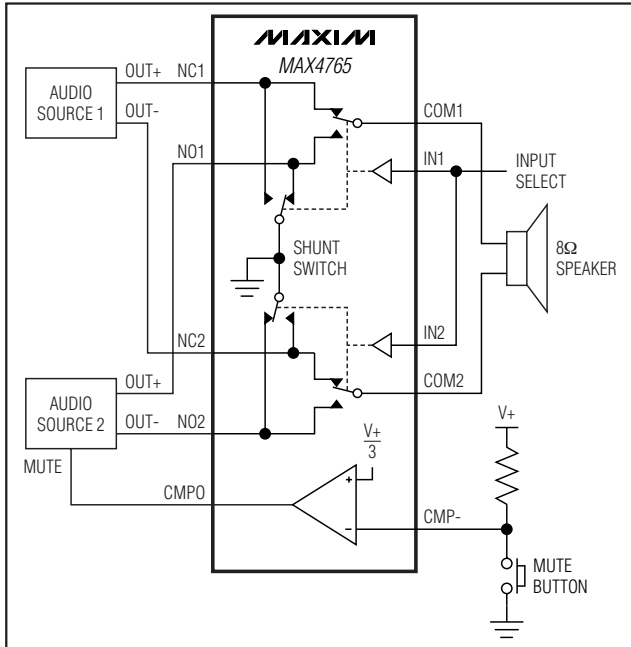 MAXIM
MAX4765
AUDIO
SOURCE 1
OUT+
NC1
OUT-
COM1
NO1
IN1
INPUT
SELECT
SHUNT
SWITCH
8Ω
SPEAKER
NC2
IN2
OUT+
COM2
AUDIO
SOURCE 2
OUT-
NO2
V+
MUTE
V+
3
CMPO
+
-
CMP-
MUTE
BUTTON